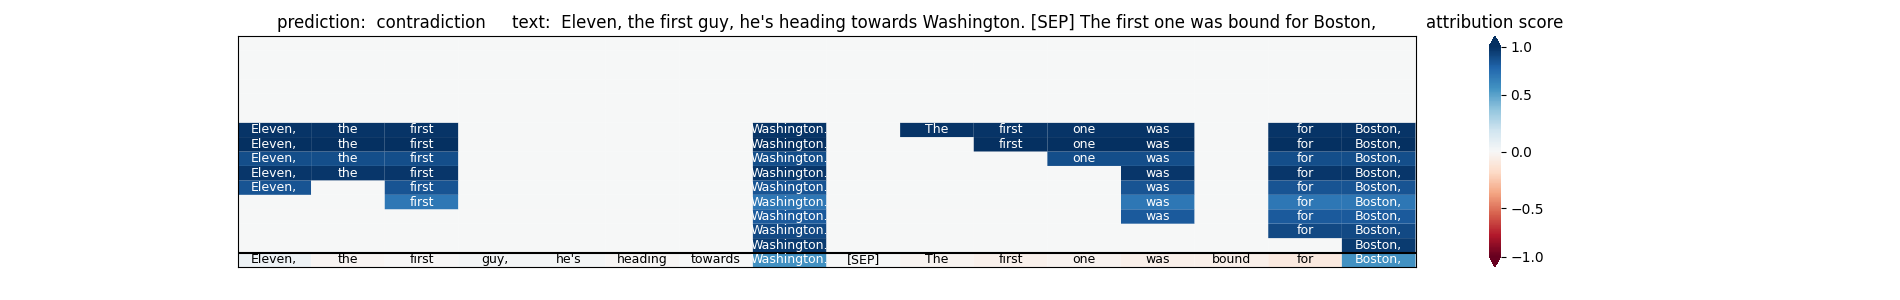 prediction: contradiction text: Eleven, the first guy, he's heading towards Washington. [SEP] The first one was bound for Boston, attribution score
1.0
Eleven, the first Washington. The first one was for Boston,
Eleven, the first Washington. first one was for Boston,
0.5
Eleven, the first Washington. one was for Boston,
0.0
Eleven, the first Washington. was for Boston,
Eleven, first Washington. was for Boston,
first Washington. was for Boston,
−0.5
Washington. was for Boston,
Washington. for Boston,
Washington. Boston,
Eleven, the first guy, he's heading towards Washington. [SEP] The first one was bound for Boston,
−1.0